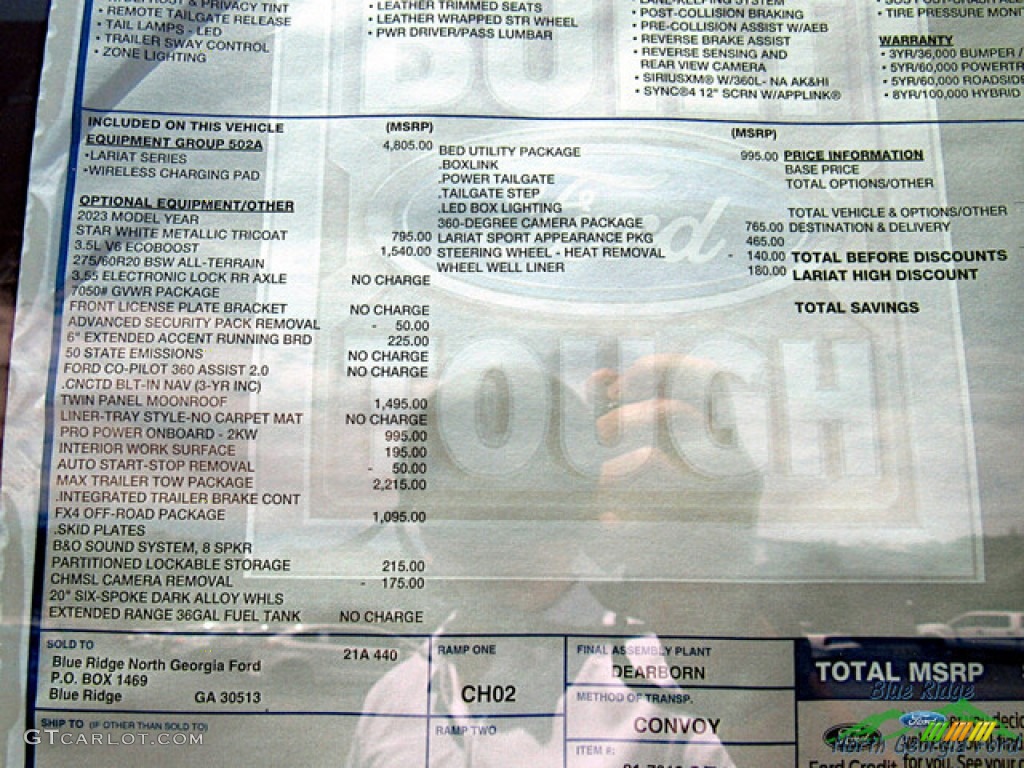 • REMOTE TAILGATE RELEASE
• TAIL LAMPS - LED
• TRAILER SWAY CONTROL
• ZONE LIGHTING
• LEATHER TRIMMED SEATS
• LEATHER WRAPPED STR WHEEL
• PWR DRIVER/PASS LUMBAR
• POST-COLLISION BRAKING
• PRE-COLLISION ASSIST W/AEB
• REVERSE BRAKE ASSIST
• REVERSE SENSING AND
REAR VIEW CAMERA
• SIRIUSXM® W/360L- NA AK&HI
• SYNC®4 12" SCRN W/APPLINK®
• TIRE PRESSURE
WARRANTY
• 3YR/36,000 BUMPER /
• 5YR/60,000
• 5YR/60,000
• 8YR/100,000 HYBRID
INCLUDED ON THIS VEHICLE (MSRP)
EQUIPMENT GROUP 502A 4,805.00
•LARIAT SERIES
•WIRELESS CHARGING PAD
OPTIONAL EQUIPMENT/OTHER
2023 MODEL YEAR
STAR WHITE METALLIC TRICOAT 795.00
3.5L V6 ECOBOOST 1,540.00
275/60R20 BSW ALL-TERRAIN
3.55 ELECTRONIC LOCK RR AXLE NO CHARGE
7050# GVWR PACKAGE
FRONT LICENSE PLATE BRACKET NO CHARGE
ADVANCED SECURITY PACK REMOVAL - 50.00
6" EXTENDED ACCENT RUNNING BRD 225.00
50 STATE EMISSIONS NO CHARGE
FORD CO-PILOT 360 ASSIST 2.0 NO CHARGE
.CNCTD BLT-IN NAV (3-YR INC)
TWIN PANEL MOONROOF 1,495.00
LINER-TRAY STYLE-NO CARPET MAT NO CHARGE
PRO POWER ONBOARD - 2KW 995.00
INTERIOR WORK SURFACE 195.00
AUTO START-STOP REMOVAL - 50.00
MAX TRAILER TOW PACKAGE 2,215.00
.INTEGRATED TRAILER BRAKE CONT
FX4 OFF-ROAD PACKAGE 1,095.00
.SKID PLATES
B&O SOUND SYSTEM, 8 SPKR
PARTITIONED LOCKABLE STORAGE 215.00
CHMSL CAMERA REMOVAL - 175.00
20" SIX-SPOKE DARK ALLOY WHLS
EXTENDED RANGE 36GAL FUEL TANK NO CHARGE
(MSRP)
BED UTILITY PACKAGE 995.00
.BOXLINK
.POWER TAILGATE
.TAILGATE STEP
.LED BOX LIGHTING
360-DEGREE CAMERA PACKAGE 765.00
LARIAT SPORT APPEARANCE PKG 465.00
STEERING WHEEL - HEAT REMOVAL - 140.00
WHEEL WELL LINER 180.00
PRICE INFORMATION
BASE PRICE
TOTAL OPTIONS/OTHER
TOTAL VEHICLE & OPTIONS/OTHER
DESTINATION & DELIVERY
TOTAL BEFORE DISCOUNTS
LARIAT HIGH DISCOUNT
TOTAL SAVINGS
TOUGH
SOLD TO
Blue Ridge North Georgia Ford 21A 440
P.O. BOX 1469
Blue Ridge GA 30513
SHIP TO (IF OTHER THAN SOLD TO)
RAMP ONE
CH02
RAMP TWO
FINAL ASSEMBLY PLANT
DEARBORN
METHOD OF TRANSP.
CONVOY
ITEM #:
TOTAL MSRP
Blue Ridge
Ford
North Georgia Ford
Ford Credit
for you. See your
GTCARLOT.COM